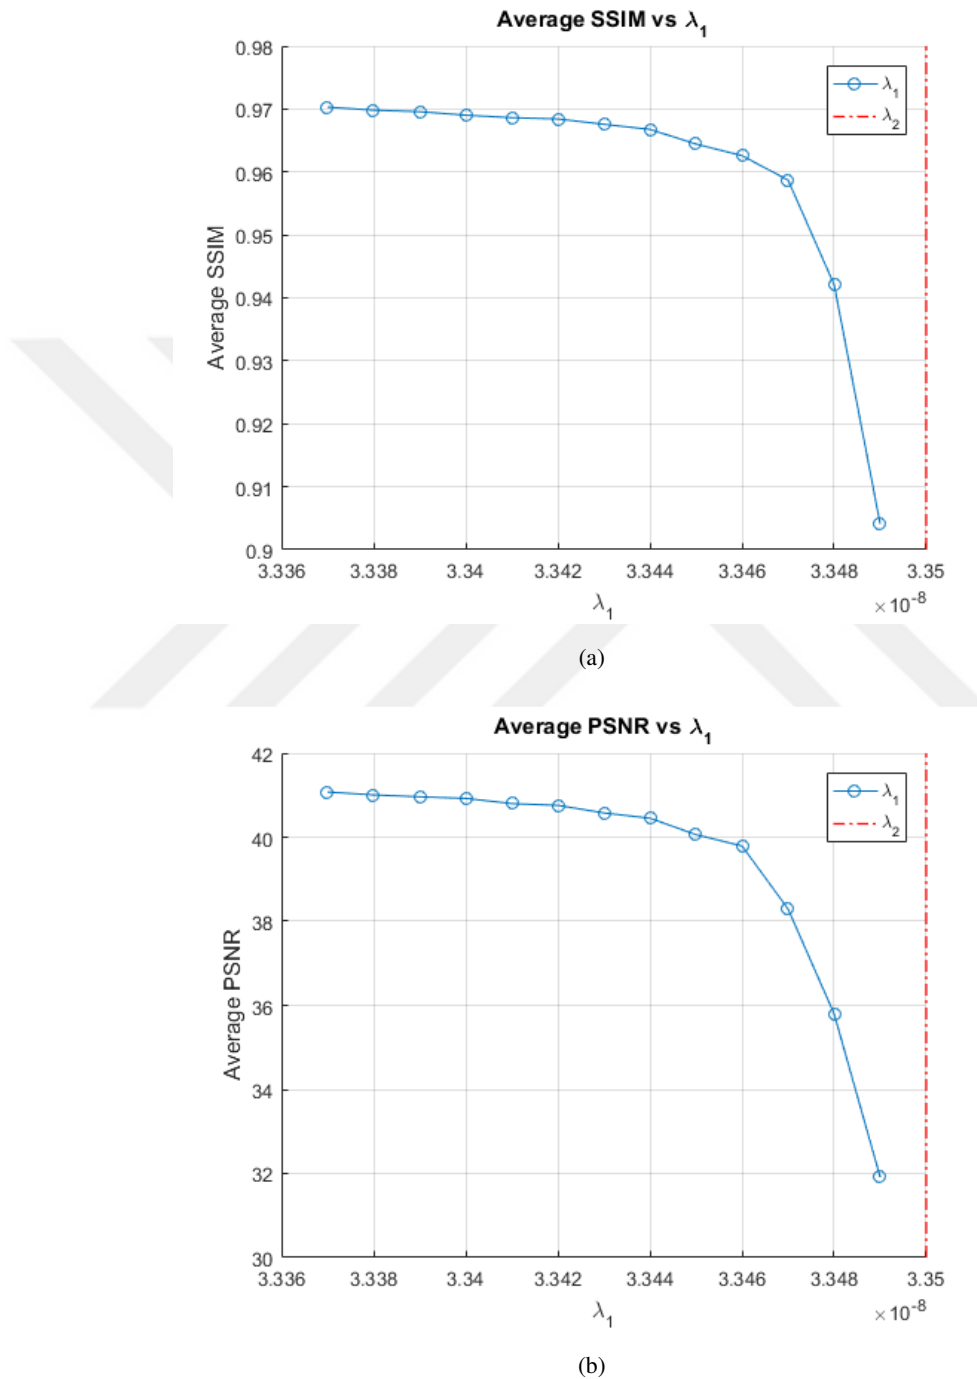 Average SSIM vs λ1
0.98
0.97
0.96
0.95
0.94
0.93
0.92
0.91
0.9
Average SSIM
λ1
λ2
3.336 3.338 3.34 3.342 3.344 3.346 3.348 3.35
λ1
×10-8
(a)
Average PSNR vs λ1
42
40
38
36
34
32
30
Average PSNR
λ1
λ2
3.336 3.338 3.34 3.342 3.344 3.346 3.348 3.35
λ1
×10-8
(b)